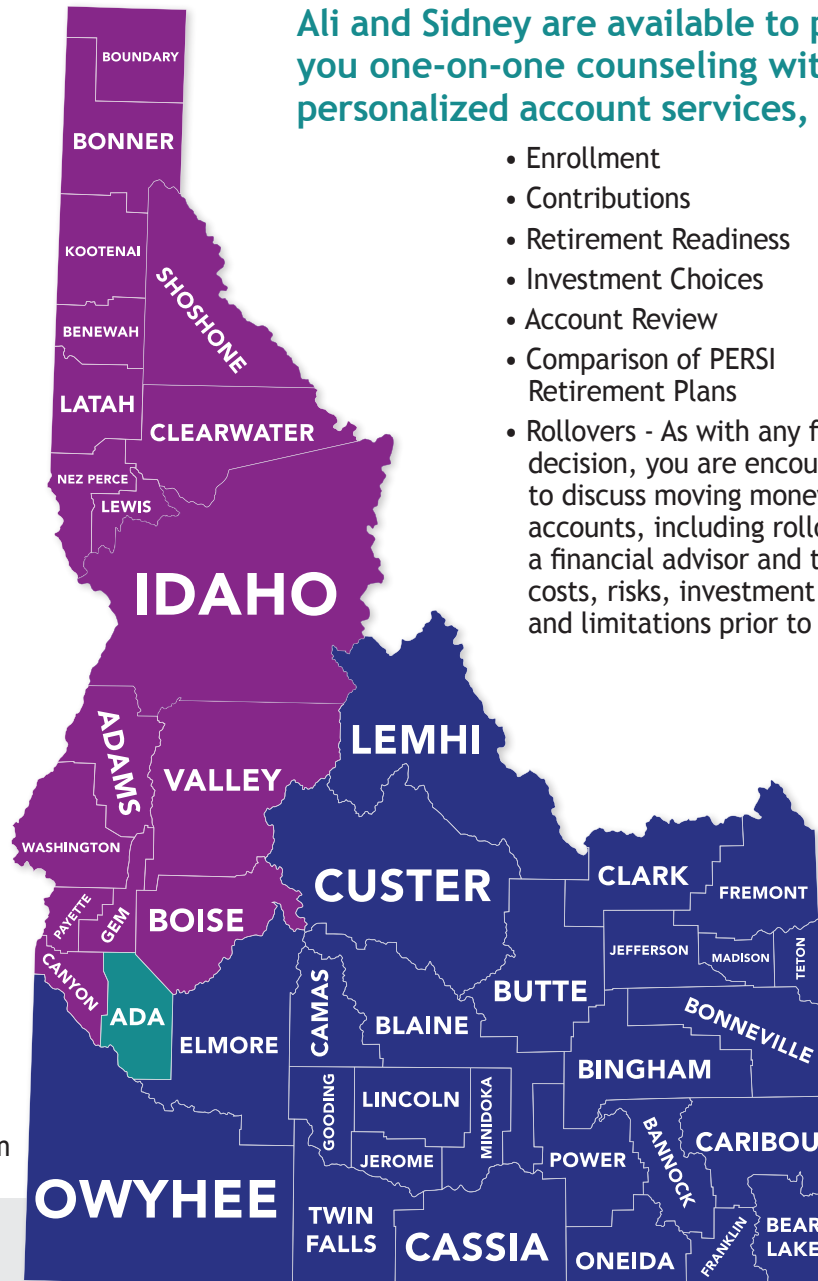 Ali and Sidney are available to
you one-on-one counseling
personalized account services,
• Enrollment
• Contributions
• Retirement Readiness
• Investment Choices
• Account Review
• Comparison of PERSI
Retirement Plans
• Rollovers - As with any
decision, you are
to discuss moving
accounts, including
a financial advisor and
costs, risks, investment
and limitations prior to
BOUNDARY
BONNER
KOOTENAI
SHOSHONE
BENEWAH
LATAH
CLEARWATER
NEZ PERCE
LEWIS
IDAHO
ADAMS
LEMHI
VALLEY
WASHINGTON
CUSTER
CLARK
FREMONT
PAYETTE
GEM
BOISE
JEFFERSON
MADISON
TETON
CANYON
ADA
ELMORE
CAMAS
BLAINE
BUTTE
BONNEVILLE
BINGHAM
GOODING
LINCOLN
MINIDOKA
JEROME
POWER
BANNOCK
CARIBOU
OWYHEE
TWIN
FALLS
CASSIA
ONEIDA
FRANKLIN
BEAR
LAKE